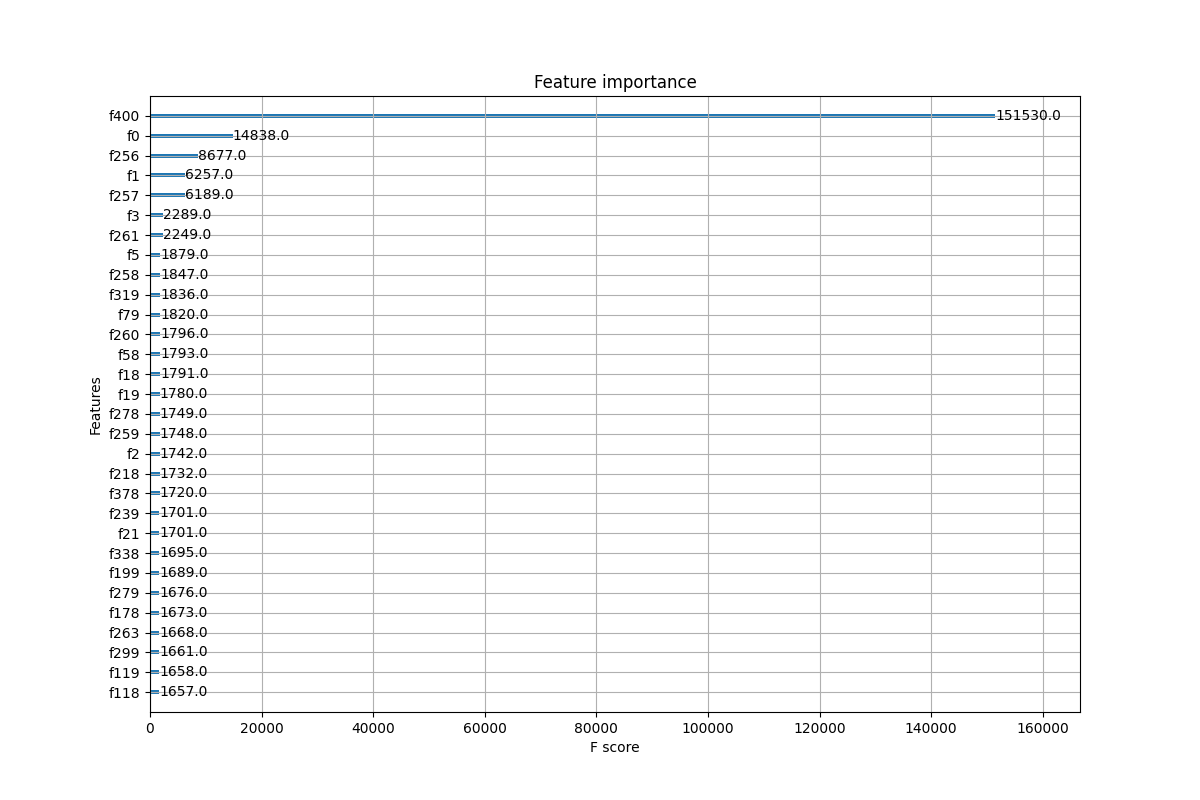 Feature importance
f400 151530.0
f0 14838.0
f256 8677.0
f1 6257.0
f257 6189.0
f3 2289.0
f261 2249.0
f5 1879.0
f258 1847.0
f319 1836.0
f79 1820.0
f260 1796.0
f58 1793.0
f18 1791.0
f19 1780.0
f278 1749.0
f259 1748.0
f2 1742.0
f218 1732.0
f378 1720.0
f239 1701.0
f21 1701.0
f338 1695.0
f199 1689.0
f279 1676.0
f178 1673.0
f263 1668.0
f299 1661.0
f119 1658.0
f118 1657.0
Features
0 20000 40000 60000 80000 100000 120000 140000 160000
F score